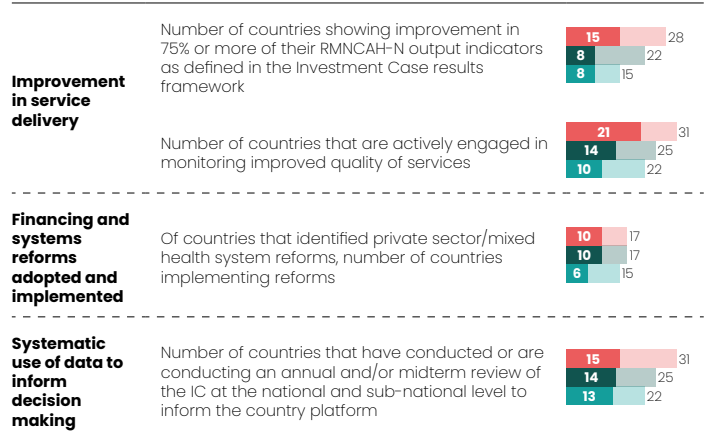 Improvement
in service
delivery
Number of countries showing improvement in
75% or more of their RMNCAH-N output indicators
as defined in the Investment Case results
framework
15 28
8 22
8 15
Number of countries that are actively engaged in
monitoring improved quality of services
21 31
14 25
10 22
Financing and
systems
reforms
adopted and
implemented
Of countries that identified private sector/mixed
health system reforms, number of countries
implementing reforms
10 17
10 17
6 15
Systematic
use of data to
inform
decision
making
Number of countries that have conducted or are
conducting an annual and/or midterm review of
the IC at the national and sub-national level to
inform the country platform
15 31
14 25
13 22